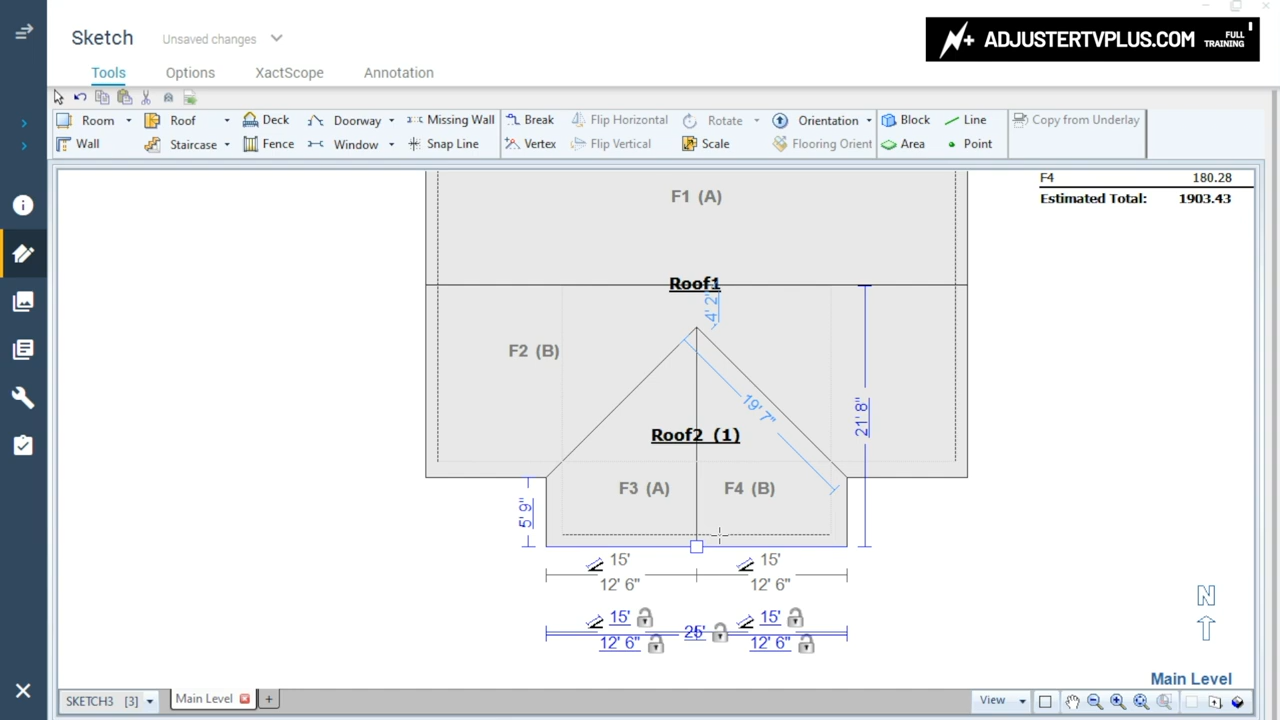 Sketch
Unsaved changes
ADJUSTERTVPLUS.COM
FULL
TRAINING
Tools Options XactScope Annotation
Room Roof Deck Doorway Missing Wall Break Flip Horizontal Rotate Orientation Block Line Copy from Underlay
Wall Staircase Fence Window Snap Line Vertex Flip Vertical Scale Flooring Orient Area Point
F4 180.28
Estimated Total: 1903.43
F1 (A)
Roof1
4' 2"
F2 (B)
19' 7"
21' 8"
Roof2 (1)
F3 (A) F4 (B)
5' 9"
15' 15'
12' 6" 12' 6"
15' 25' 15'
12' 6" 12' 6"
N
Main Level
SKETCH3 [3] Main Level + View